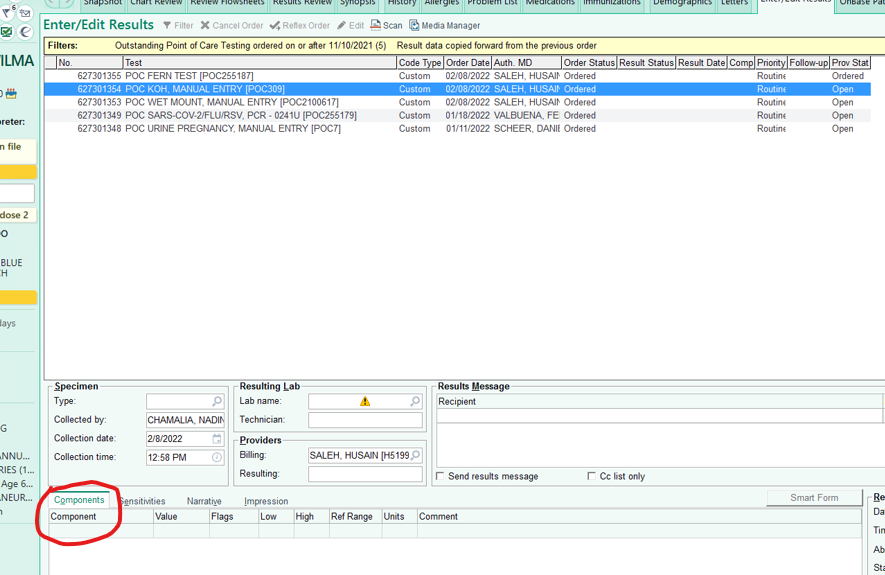 SnapShot Chart Review Review Flowsheets Results Review Synopsis History Allergies Problem List Medications Immunizations Demographics Letters Enter/Edit Results OnBase Pat
5
Enter/Edit Results Filter Cancel Order Reflex Order Edit Scan Media Manager
Filters: Outstanding Point of Care Testing ordered on or after 11/10/2021 (5) Result data copied forward from the previous order
No. Test Code Type Order Date Auth. MD Order Status Result Status Result Date Comp Priority Follow-up Prov Stat
627301355 POC FERN TEST [POC255187] Custom 02/08/2022 SALEH, HUSAIN Ordered Routine Ordered
627301354 POC KOH, MANUAL ENTRY [POC309] Custom 02/08/2022 SALEH, HUSAIN Ordered Routine Open
627301353 POC WET MOUNT, MANUAL ENTRY [POC2100617] Custom 02/08/2022 SALEH, HUSAIN Ordered Routine Open
627301349 POC SARS-COV-2/FLU/RSV, PCR - 0241U [POC255179] Custom 01/18/2022 VALBUENA, FE Ordered Routine Open
627301348 POC URINE PREGNANCY, MANUAL ENTRY [POC7] Custom 01/11/2022 SCHEER, DANI Ordered Routine Open
VILMA
preter:
n file
dose 2
DO
BLUE
CH
days
G
ANNU...
RIES (1...
Age 6...
ANEUR...
n
Specimen
Type:
Collected by: CHAMALIA, NADIN
Collection date: 2/8/2022
Collection time: 12:58 PM
Resulting Lab
Lab name:
Technician:
Providers
Billing: SALEH, HUSAIN [H5199
Resulting:
Results Message
Recipient
Send results message Cc list only
Components Sensitivities Narrative Impression Smart Form
Component Value Flags Low High Ref Range Units Comment
Re
Da
Tim
Ab
Sta